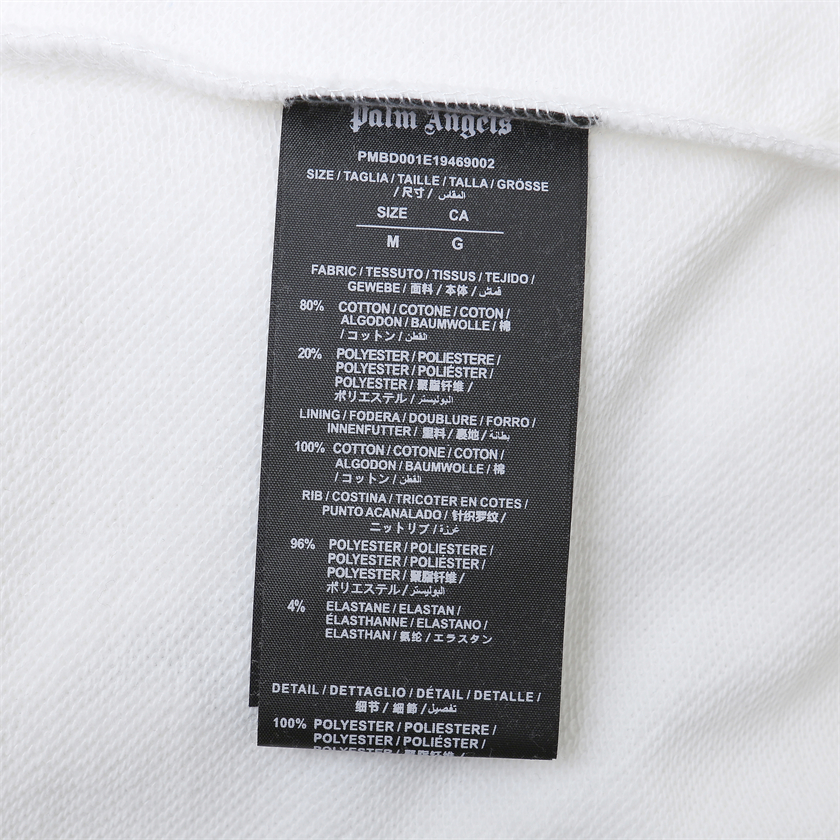 Palm Angels
PMBD001E19469002
SIZE / TAGLIA / TAILLE / TALLA / GRÖSSE
/ 尺寸 / المقاس
SIZE CA
M G
FABRIC / TESSUTO / TISSUS / TEJIDO /
GEWEBE / 面料 / 本体 / قماش
80% COTTON / COTONE / COTON /
ALGODON / BAUMWOLLE / 棉
/ コットン / القطن
20% POLYESTER / POLIESTERE /
POLYESTER / POLIÉSTER /
POLYESTER / 聚酯纤维 /
ポリエステル / البوليستر
LINING / FODERA / DOUBLURE / FORRO /
INNENFUTTER / 里料 / 裏地 / بطانة
100% COTTON / COTONE / COTON /
ALGODON / BAUMWOLLE / 棉
/ コットン / القطن
RIB / COSTINA / TRICOTER EN COTES /
PUNTO ACANALADO / 针织罗纹 /
ニットリブ / غرزة
96% POLYESTER / POLIESTERE /
POLYESTER / POLIÉSTER /
POLYESTER / 聚酯纤维 /
ポリエステル / البوليستر
4% ELASTANE / ELASTAN /
ÉLASTHANNE / ELASTANO /
ELASTHAN / 氨纶 / エラスタン
DETAIL / DETTAGLIO / DÉTAIL / DETALLE /
细节 / 細節 / تفصيل
100% POLYESTER / POLIESTERE /
POLYESTER / POLIÉSTER /